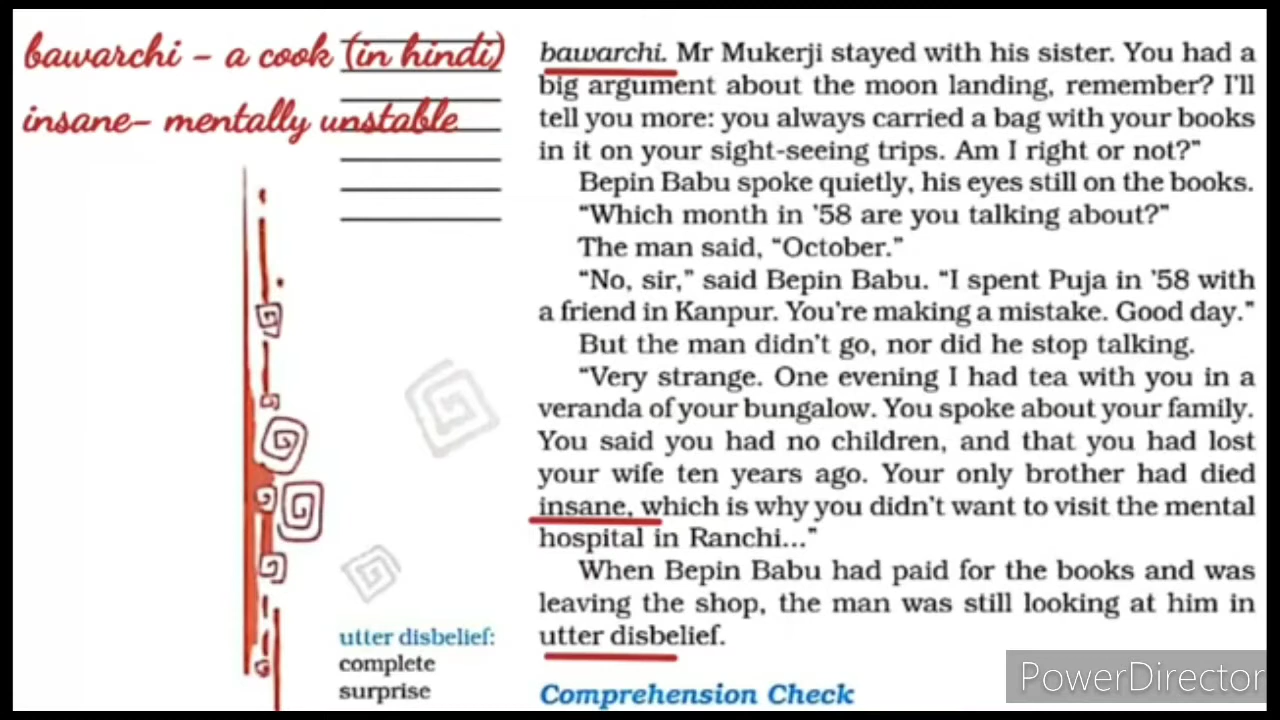 bawarchi - a cook (in hindi)
insane- mentally unstable
bawarchi. Mr Mukerji stayed with his sister. You had a
big argument about the moon landing, remember? I'll
tell you more: you always carried a bag with your books
in it on your sight-seeing trips. Am I right or not?"
Bepin Babu spoke quietly, his eyes still on the books.
"Which month in '58 are you talking about?"
The man said, "October."
"No, sir," said Bepin Babu. "I spent Puja in '58 with
a friend in Kanpur. You're making a mistake. Good day."
But the man didn't go, nor did he stop talking.
"Very strange. One evening I had tea with you in a
veranda of your bungalow. You spoke about your family.
You said you had no children, and that you had lost
your wife ten years ago. Your only brother had died
insane, which is why you didn't want to visit the mental
hospital in Ranchi..."
When Bepin Babu had paid for the books and was
leaving the shop, the man was still looking at him in
utter disbelief.
utter disbelief:
complete
surprise
Comprehension Check
PowerDirector